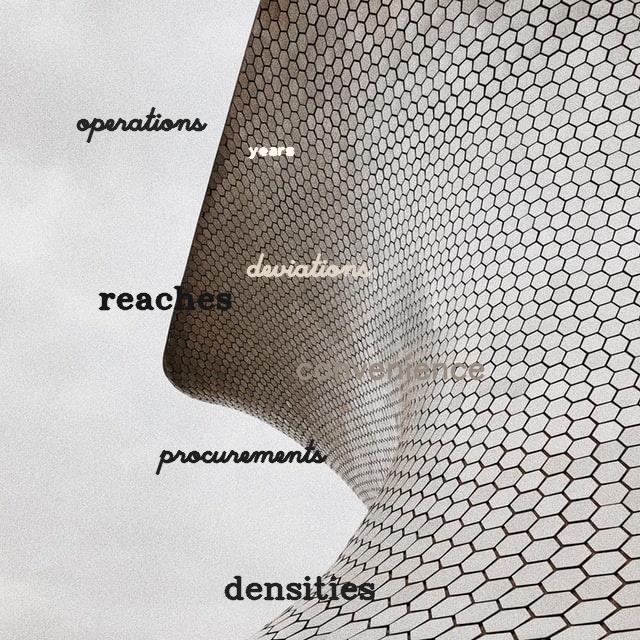 operations
years
deviations
reaches
convenience
procurements
densities